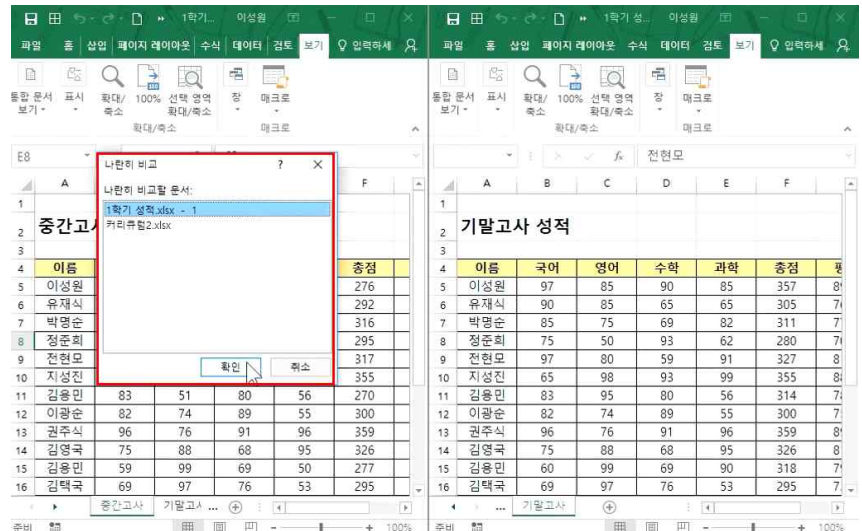 1학기... 이성원
파일 홈 삽입 페이지 레이아웃 수식 데이터 검토 보기 입력하세
통합 문서 보기 표시 확대/축소 100% 선택 영역 확대/축소 창 매크로
확대/축소 매크로
E8
나란히 비교 ? ×
나란히 비교할 문서:
1학기 성적.xlsx - 1
커리큘럼2.xlsx
확인 취소
A F
1
2 중간고
3
4 이름 총점
5 이성원 276
6 유재식 292
7 박명순 316
8 정준희 295
9 전현모 317
10 지성진 355
11 김용민 83 51 80 56 270
12 이광순 82 74 89 55 300
13 권주식 96 76 91 96 359
14 김영국 75 88 68 95 326
15 김용민 59 99 69 50 277
16 김택국 69 97 76 53 295
중간고사 기말고사 ...
준비 100%
1학기 성... 이성원
파일 홈 삽입 페이지 레이아웃 수식 데이터 검토 보기 입력하세
통합 문서 보기 표시 확대/축소 100% 선택 영역 확대/축소 창 매크로
확대/축소 매크로
fx 전현모
A B C D E F
1
2 기말고사 성적
3
4 이름 국어 영어 수학 과학 총점
5 이성원 97 85 90 85 357
6 유재식 90 85 65 65 305
7 박명순 85 75 69 82 311
8 정준희 75 50 93 62 280
9 전현모 97 80 59 91 327
10 지성진 65 98 93 99 355
11 김용민 83 95 80 56 314
12 이광순 82 74 89 55 300
13 권주식 96 76 91 96 359
14 김영국 75 88 68 95 326
15 김용민 60 99 69 90 318
16 김택국 69 97 76 53 295
... 기말고사
준비 100%